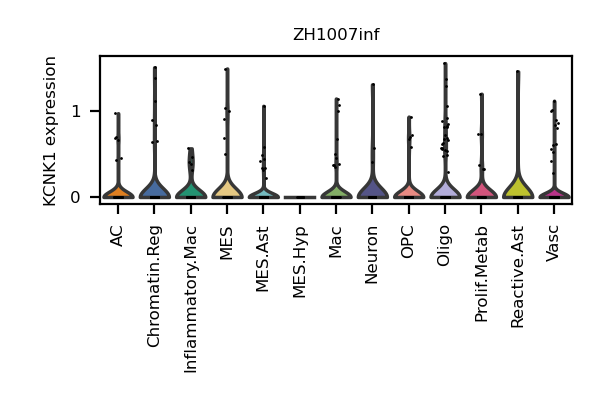 ZH1007inf
KCNK1 expression
1
0
AC
Chromatin.Reg
Inflammatory.Mac
MES
MES.Ast
MES.Hyp
Mac
Neuron
OPC
Oligo
Prolif.Metab
Reactive.Ast
Vasc